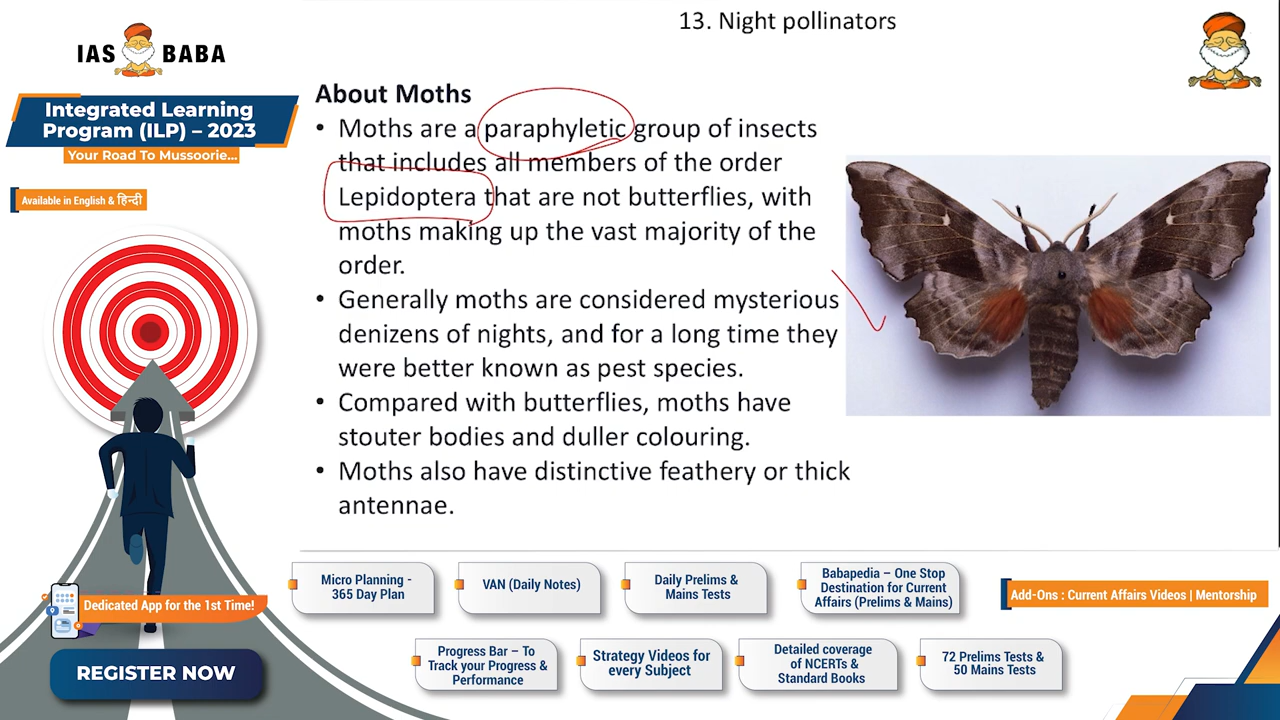 13. Night pollinators
IAS BABA
Integrated Learning
Program (ILP) – 2023
Your Road To Mussoorie...
Available in English & हिन्दी
About Moths
• Moths are a paraphyletic group of insects
that includes all members of the order
Lepidoptera that are not butterflies, with
moths making up the vast majority of the
order.
• Generally moths are considered mysterious
denizens of nights, and for a long time they
were better known as pest species.
• Compared with butterflies, moths have
stouter bodies and duller colouring.
• Moths also have distinctive feathery or thick
antennae.
Dedicated App for the 1st Time!
REGISTER NOW
Micro Planning -
365 Day Plan
VAN (Daily Notes)
Daily Prelims &
Mains Tests
Babapedia – One Stop
Destination for Current
Affairs (Prelims & Mains)
Add-Ons : Current Affairs Videos | Mentorship
Progress Bar – To
Track your Progress &
Performance
Strategy Videos for
every Subject
Detailed coverage
of NCERTs &
Standard Books
72 Prelims Tests &
50 Mains Tests